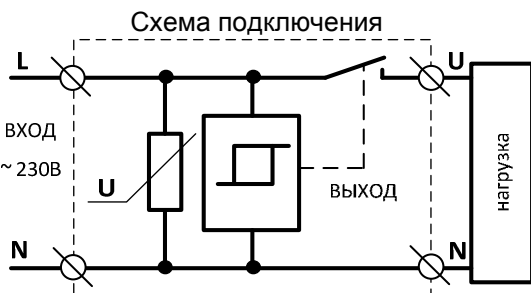 Схема подключения
L
U
ВХОД
~ 230В
U
ВЫХОД
нагрузка
N
N